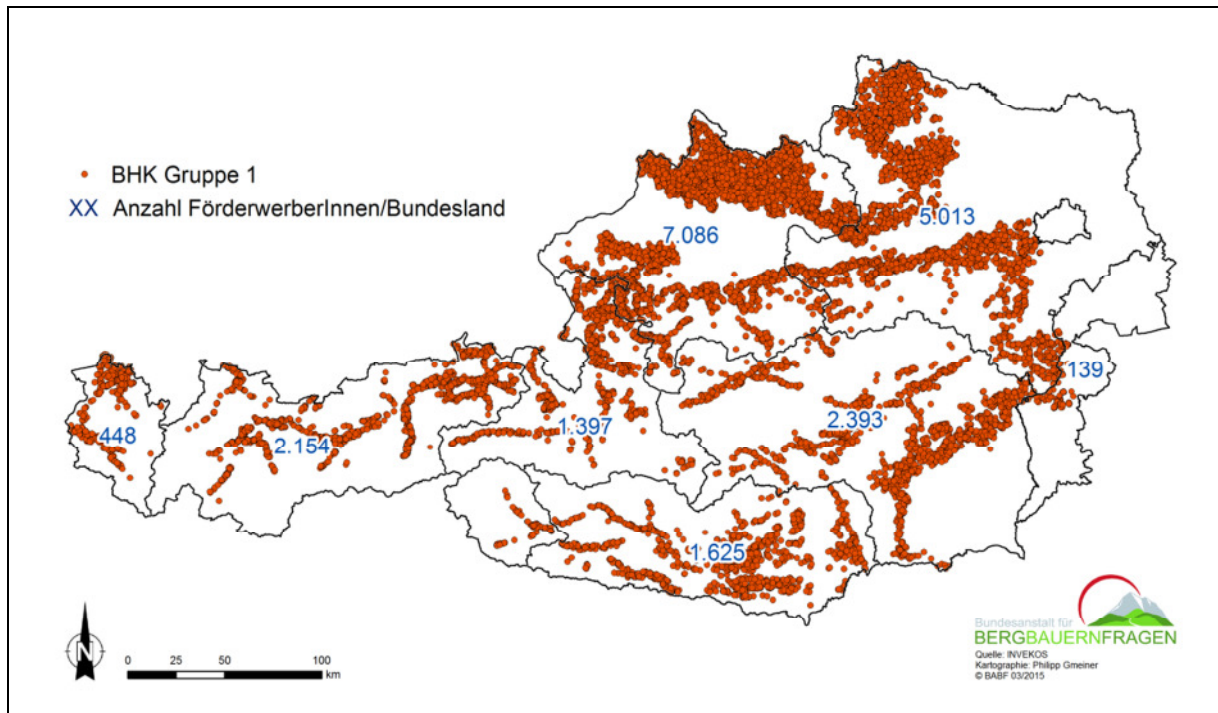 BHK Gruppe 1
XX Anzahl FörderwerberInnen/Bundesland
5.013
7.086
139
448
2.154
1.397
2.393
1.625
N
0 25 50 100
km
Bundesanstalt für
BERGBAUERNFRAGEN
Quelle: INVEKOS
Kartographie: Philipp Gmeiner
© BABF 03/2015